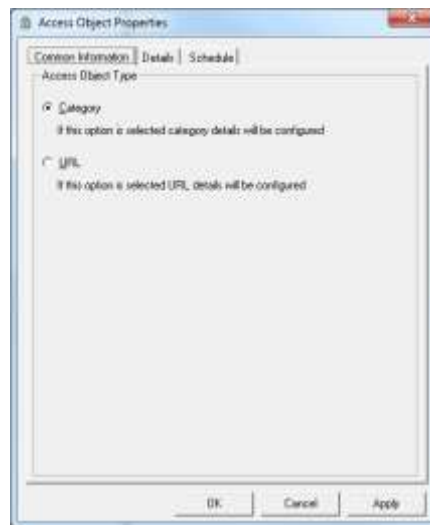 Access Object Properties
Common Information Details Schedule
Access Object Type
Category
If this option is selected category details will be configured
URL
If this option is selected URL details will be configured
OK Cancel Apply